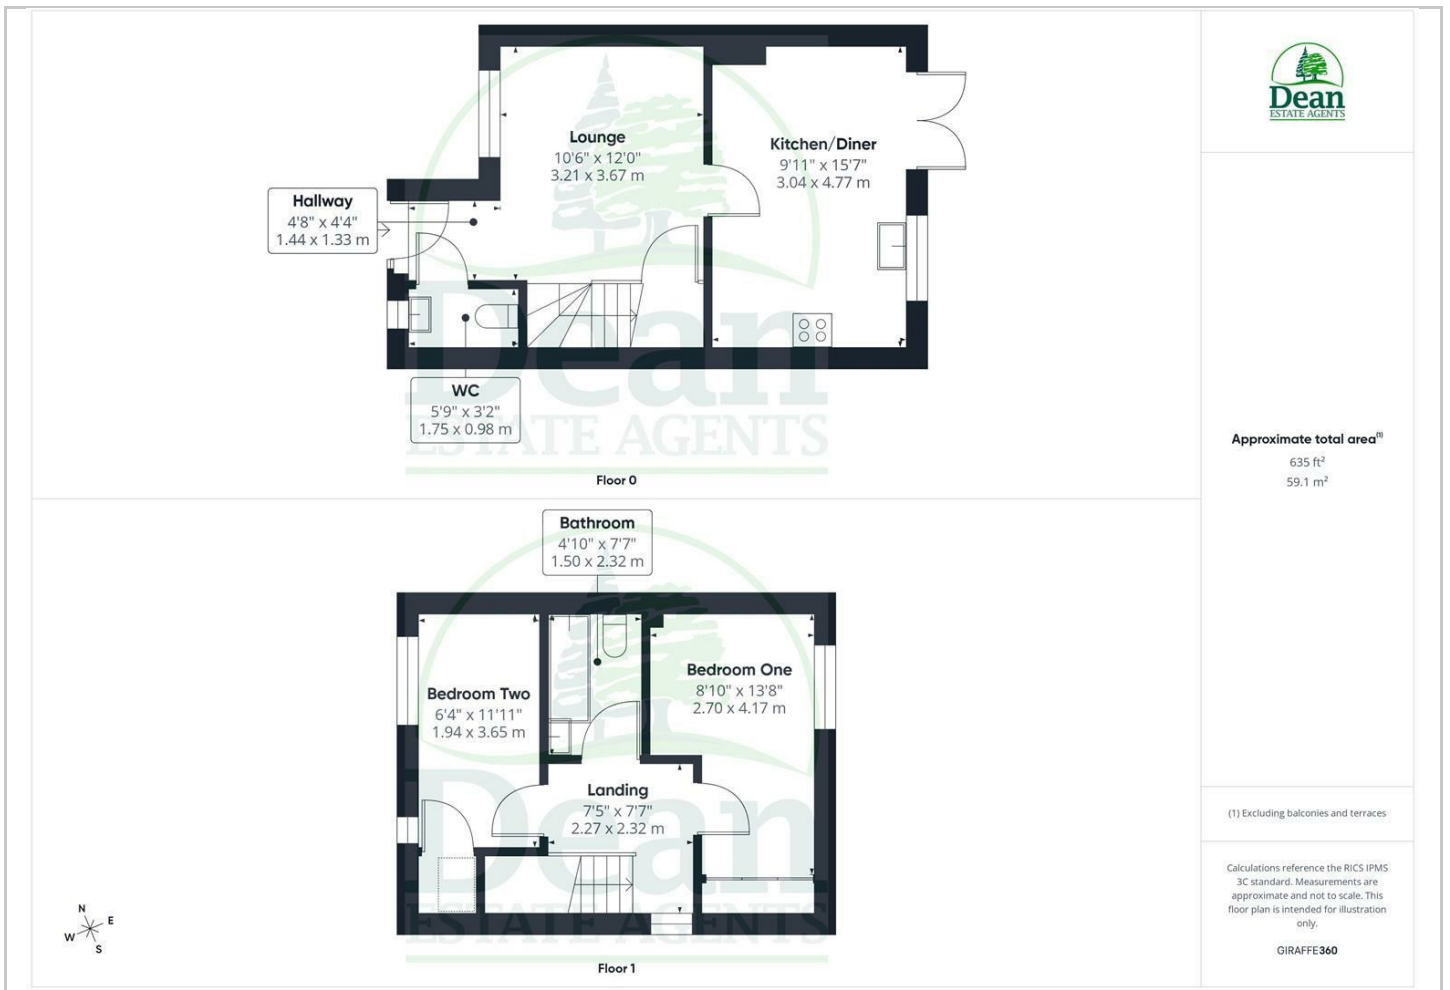 Lounge
10'6" x 12'0"
3.21 x 3.67 m
Kitchen/Diner
9'11" x 15'7"
3.04 x 4.77 m
Hallway
4'8" x 4'4"
1.44 x 1.33 m
WC
5'9" x 3'2"
1.75 x 0.98 m
Dean
ESTATE AGENTS
Floor 0
Bathroom
4'10" x 7'7"
1.50 x 2.32 m
Bedroom Two
6'4" x 11'11"
1.94 x 3.65 m
Bedroom One
8'10" x 13'8"
2.70 x 4.17 m
Landing
7'5" x 7'7"
2.27 x 2.32 m
Dean
ESTATE AGENTS
Floor 1
N
E
W
S
Dean
ESTATE AGENTS
Approximate total area(1)
635 ft²
59.1 m²
(1) Excluding balconies and terraces
Calculations reference the RICS IPMS
3C standard. Measurements are
approximate and not to scale. This
floor plan is intended for illustration
only.
GIRAFFE360